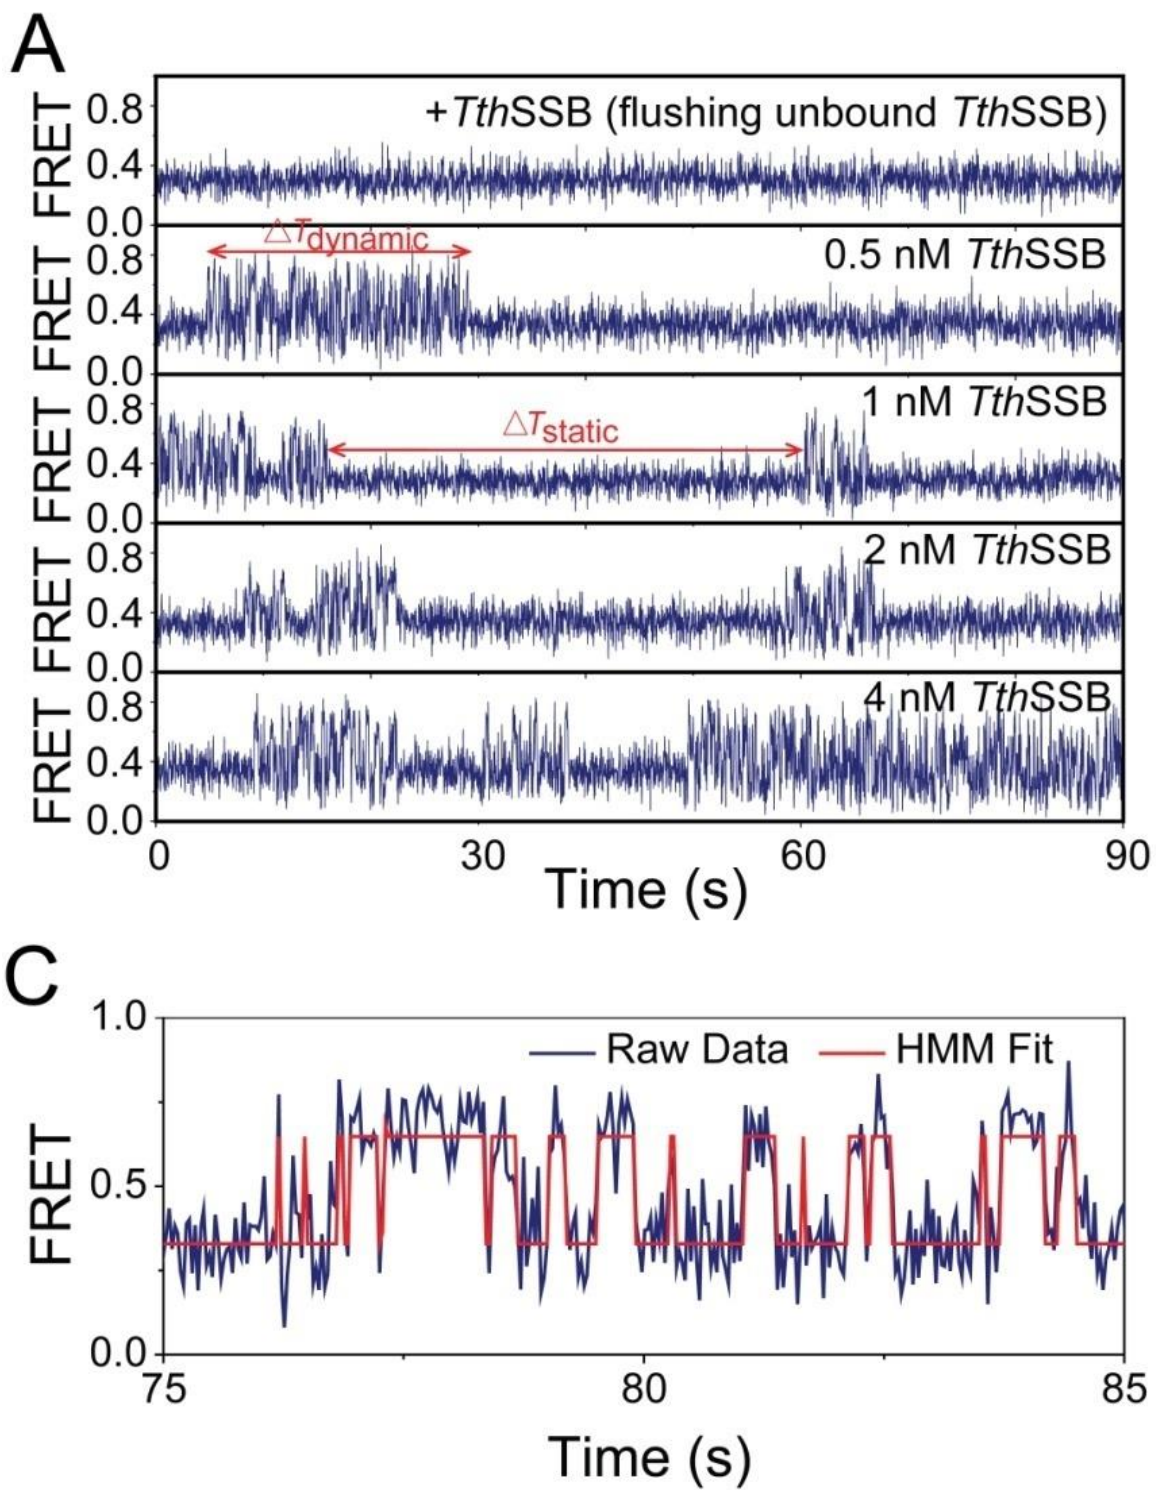 A
FRET 0.8 0.4 0.0
+TthSSB (flushing unbound TthSSB)
FRET 0.8 0.4 0.0
△Tdynamic
0.5 nM TthSSB
FRET 0.8 0.4 0.0
△Tstatic
1 nM TthSSB
FRET 0.8 0.4 0.0
2 nM TthSSB
FRET 0.8 0.4 0.0
4 nM TthSSB
0 30 60 90
Time (s)
C
FRET
1.0
0.5
0.0
Raw Data HMM Fit
75 80 85
Time (s)